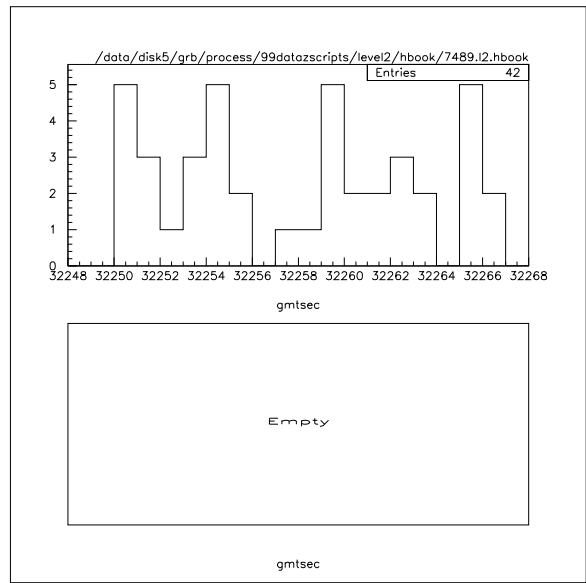 /data/disk5/grb/process/99datazscripts/level2/hbook/7489.l2.hbook
Entries 42
5
4
3
2
1
0
32248 32250 32252 32254 32256 32258 32260 32262 32264 32266 32268
gmtsec
Empty
gmtsec